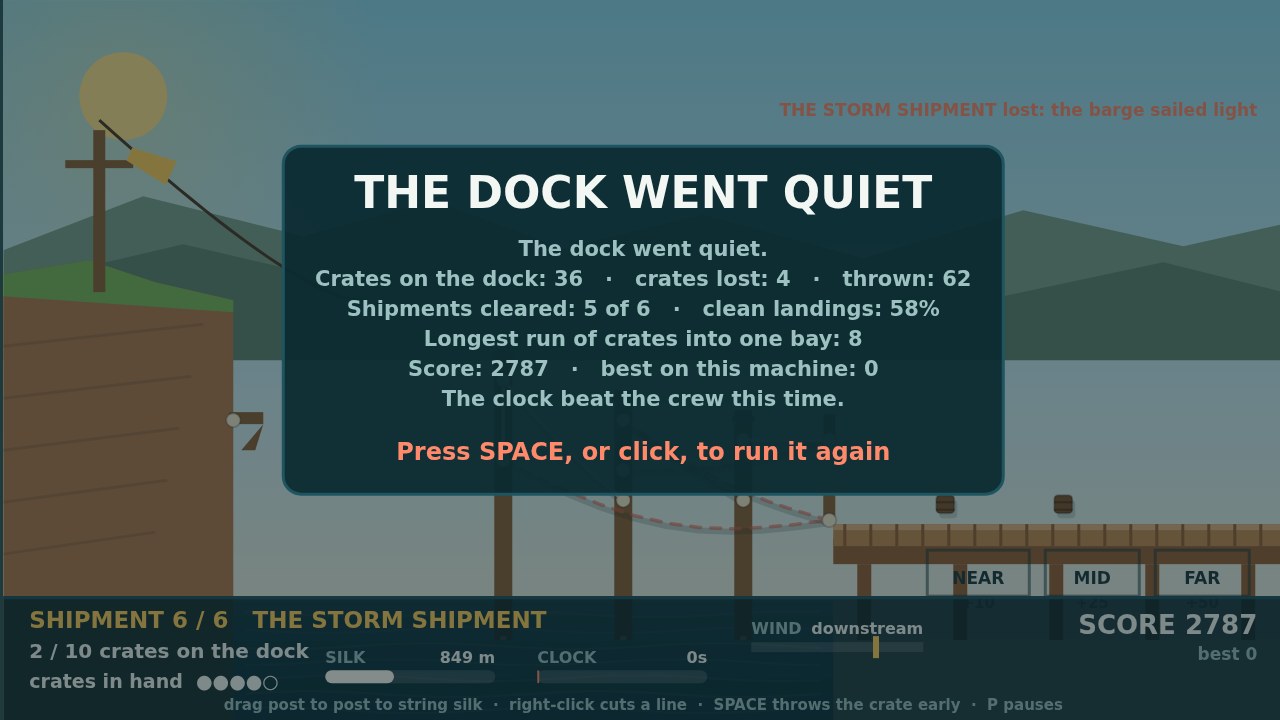 THE STORM SHIPMENT lost: the barge sailed light
THE DOCK WENT QUIET
The dock went quiet.
Crates on the dock: 36 · crates lost: 4 · thrown: 62
Shipments cleared: 5 of 6 · clean landings: 58%
Longest run of crates into one bay: 8
Score: 2787 · best on this machine: 0
The clock beat the crew this time.
Press SPACE, or click, to run it again
NEAR MID FAR
+10 +25 +50
SHIPMENT 6 / 6 THE STORM SHIPMENT
2 / 10 crates on the dock
crates in hand
SILK 849 m
CLOCK 0s
WIND downstream
SCORE 2787
best 0
drag post to post to string silk · right-click cuts a line · SPACE throws the crate early · P pauses